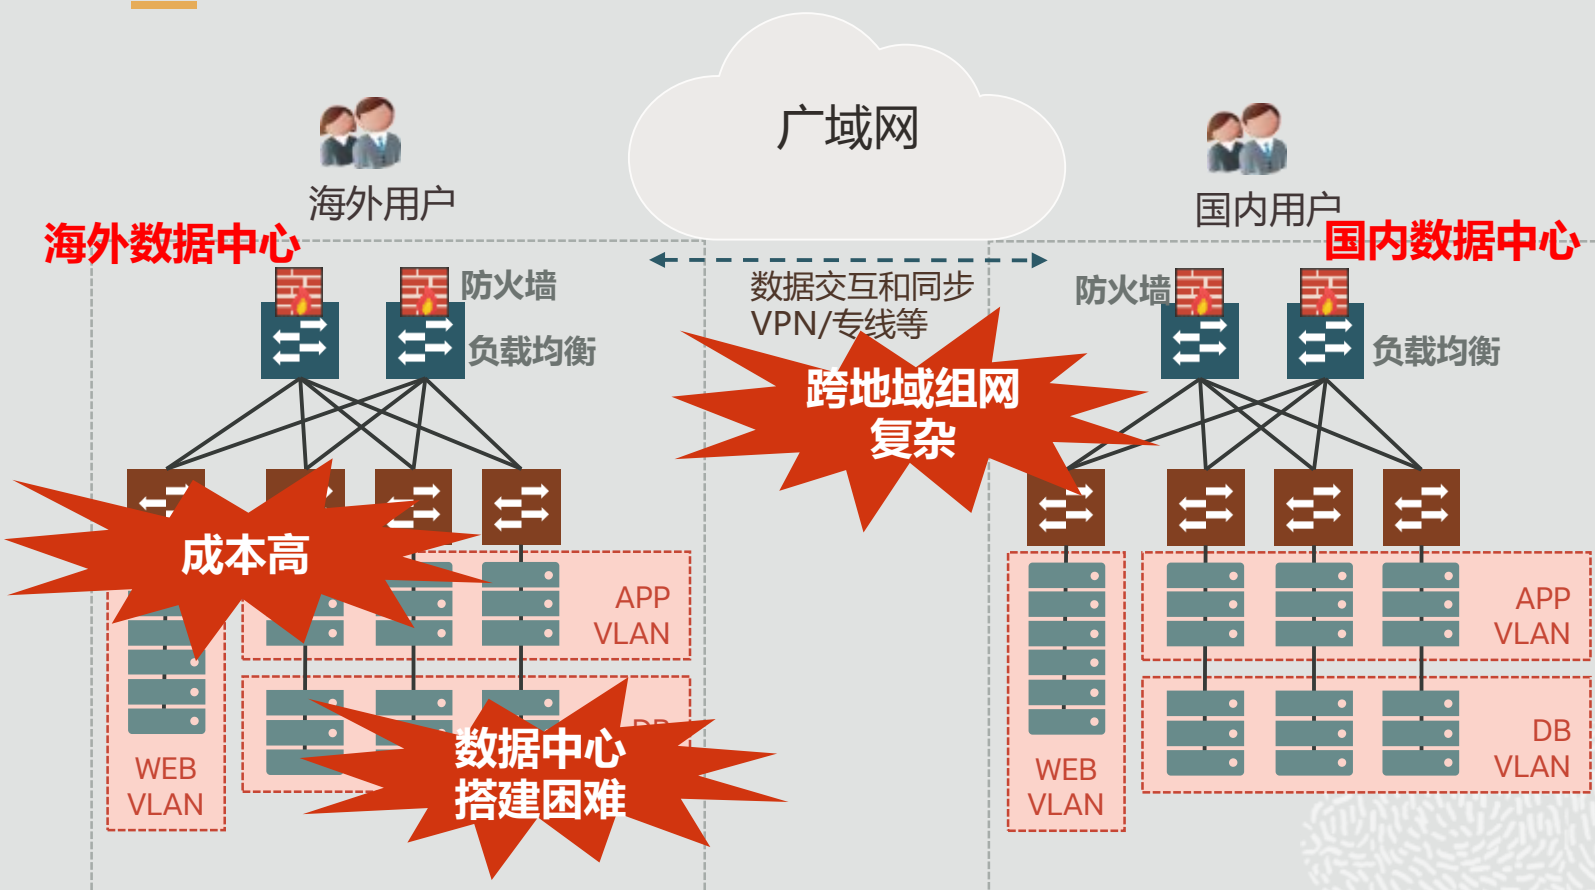 广域网
海外用户
国内用户
海外数据中心
国内数据中心
防火墙
负载均衡
数据交互和同步
VPN/专线等
防火墙
负载均衡
跨地域组网
复杂
成本高
APP
VLAN
APP
VLAN
数据中心
搭建困难
DB
WEB
VLAN
DB
VLAN
WEB
VLAN